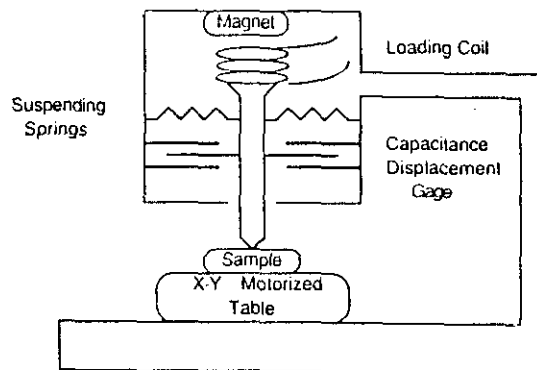 Magnet
Loading Coil
Suspending
Springs
Capacitance
Displacement
Gage
Sample
X-Y Motorized
Table